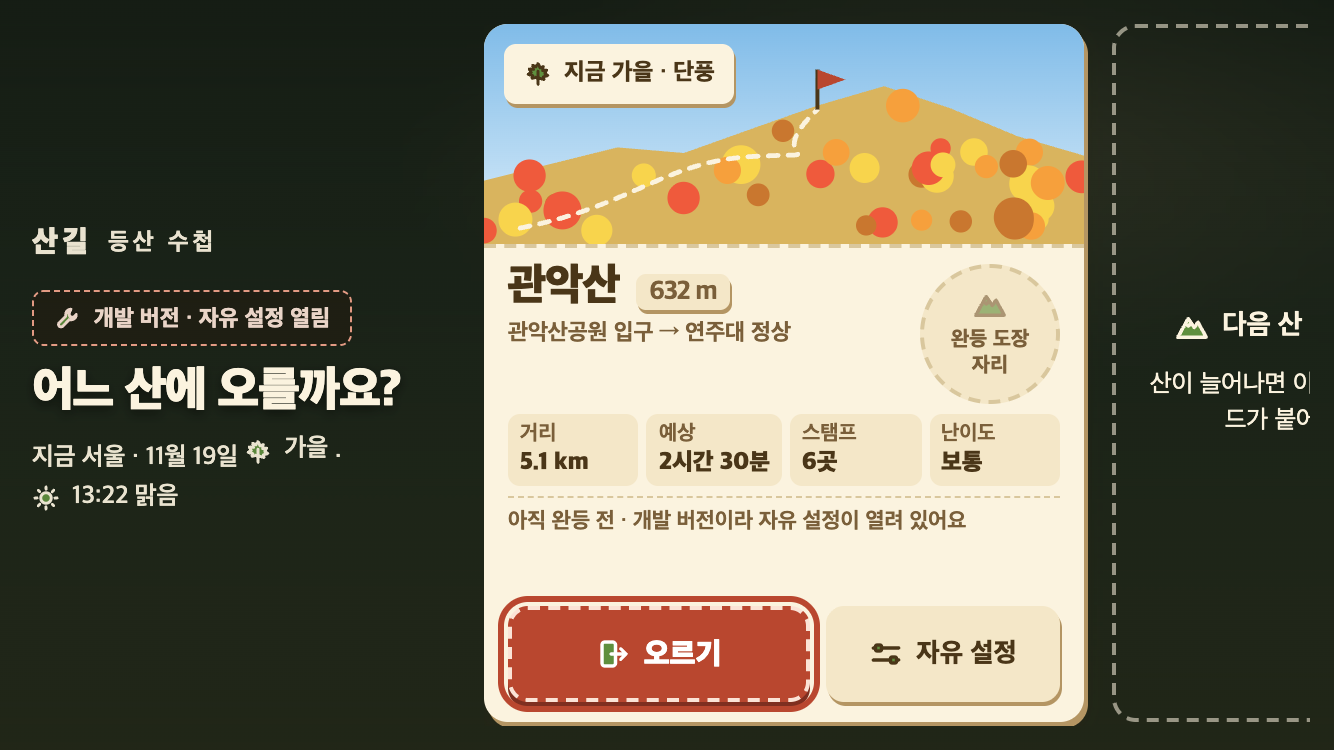 산길 등산 수첩
개발 버전 · 자유 설정 열림
어느 산에 오를까요?
지금 서울 · 11월 19일 가을 ·
13:22 맑음
지금 가을 · 단풍
관악산 632 m
관악산공원 입구 → 연주대 정상
완등 도장
자리
거리
5.1 km
예상
2시간 30분
스탬프
6곳
난이도
보통
아직 완등 전 · 개발 버전이라 자유 설정이 열려 있어요
오르기
자유 설정
다음 산
산이 늘어나면
드가 붙어